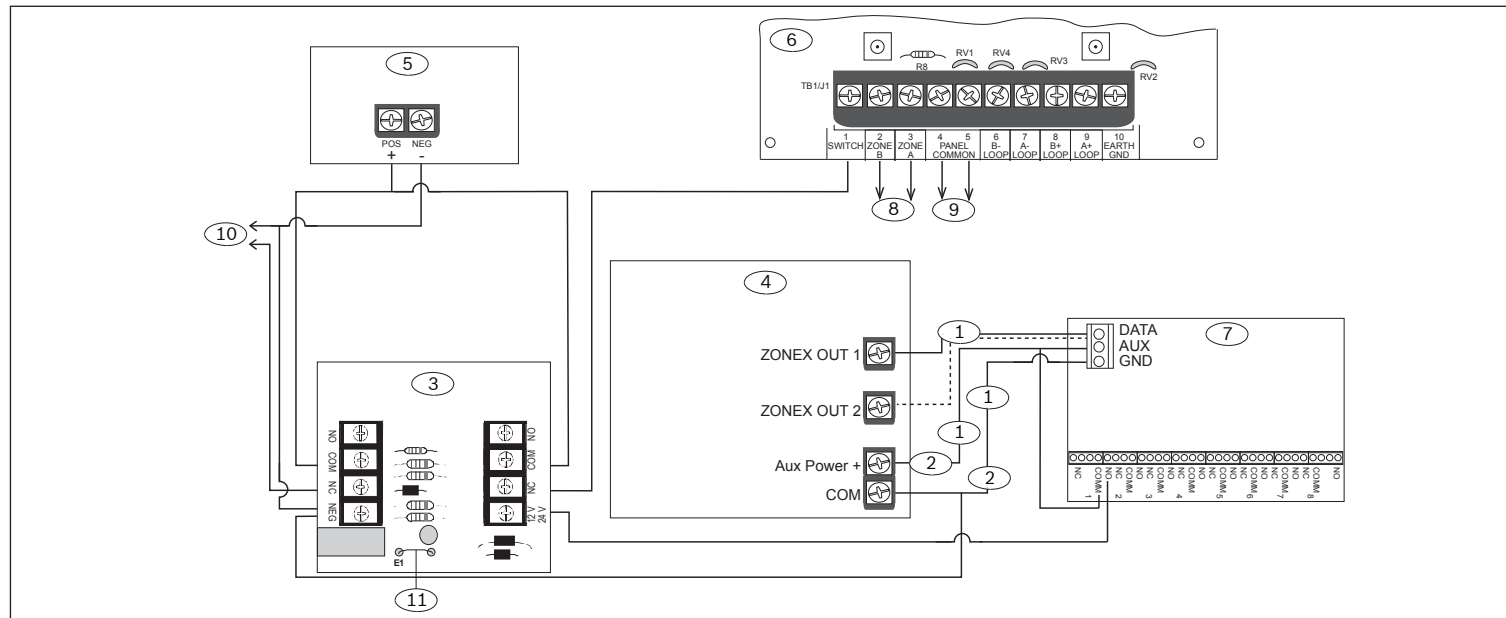 5
POS NEG
+ -
6
RV1 RV4
R8 RV3
RV2
TB1/J1
1 2 3 4 5 6 7 8 9 10
SWITCH ZONE B ZONE A PANEL COMMON B- LOOP A- LOOP B+ LOOP A+ LOOP EARTH GND
8 9
10
4
ZONEX OUT 1
ZONEX OUT 2
Aux Power +
COM
1
1
1
2
2
7
DATA
AUX
GND
NC COMM NO NC COMM NO NC COMM NO NC COMM NO NC COMM NO NC COMM NO NC COMM NO NC COMM NO
1 2 3 4 5 6 7 8
3
NO NO
COM COM
NC NC
NEG 12 V 24 V
E1
11